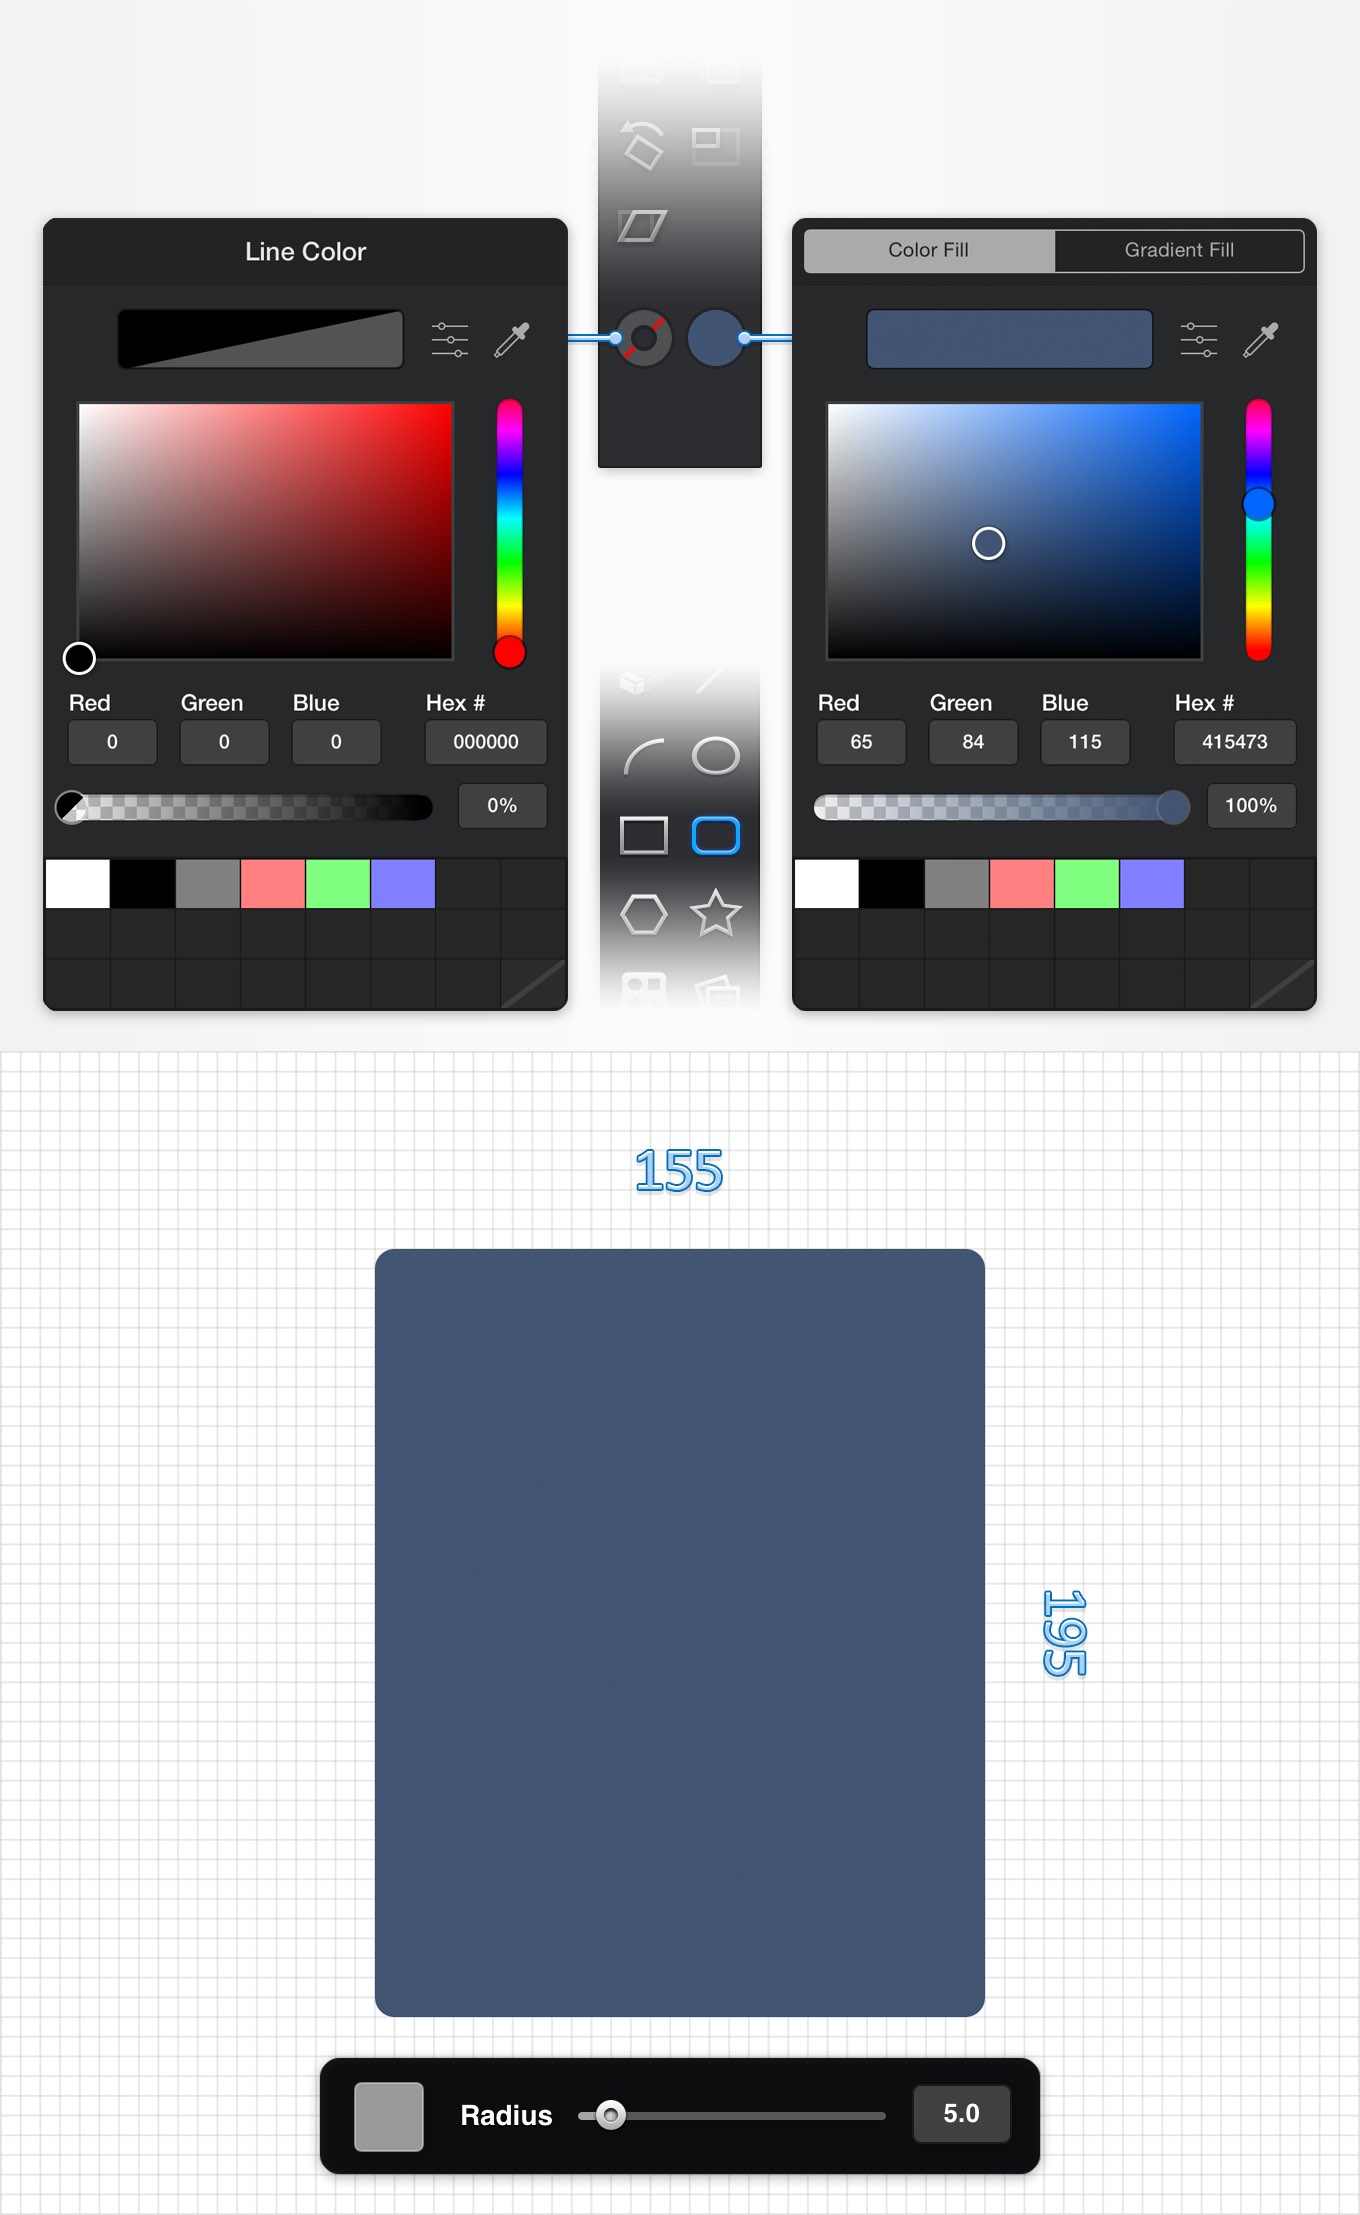 Line Color
Color Fill Gradient Fill
Red Green Blue Hex #
0 0 0 000000
0%
Red Green Blue Hex #
65 84 115 415473
100%
155
195
Radius 5.0